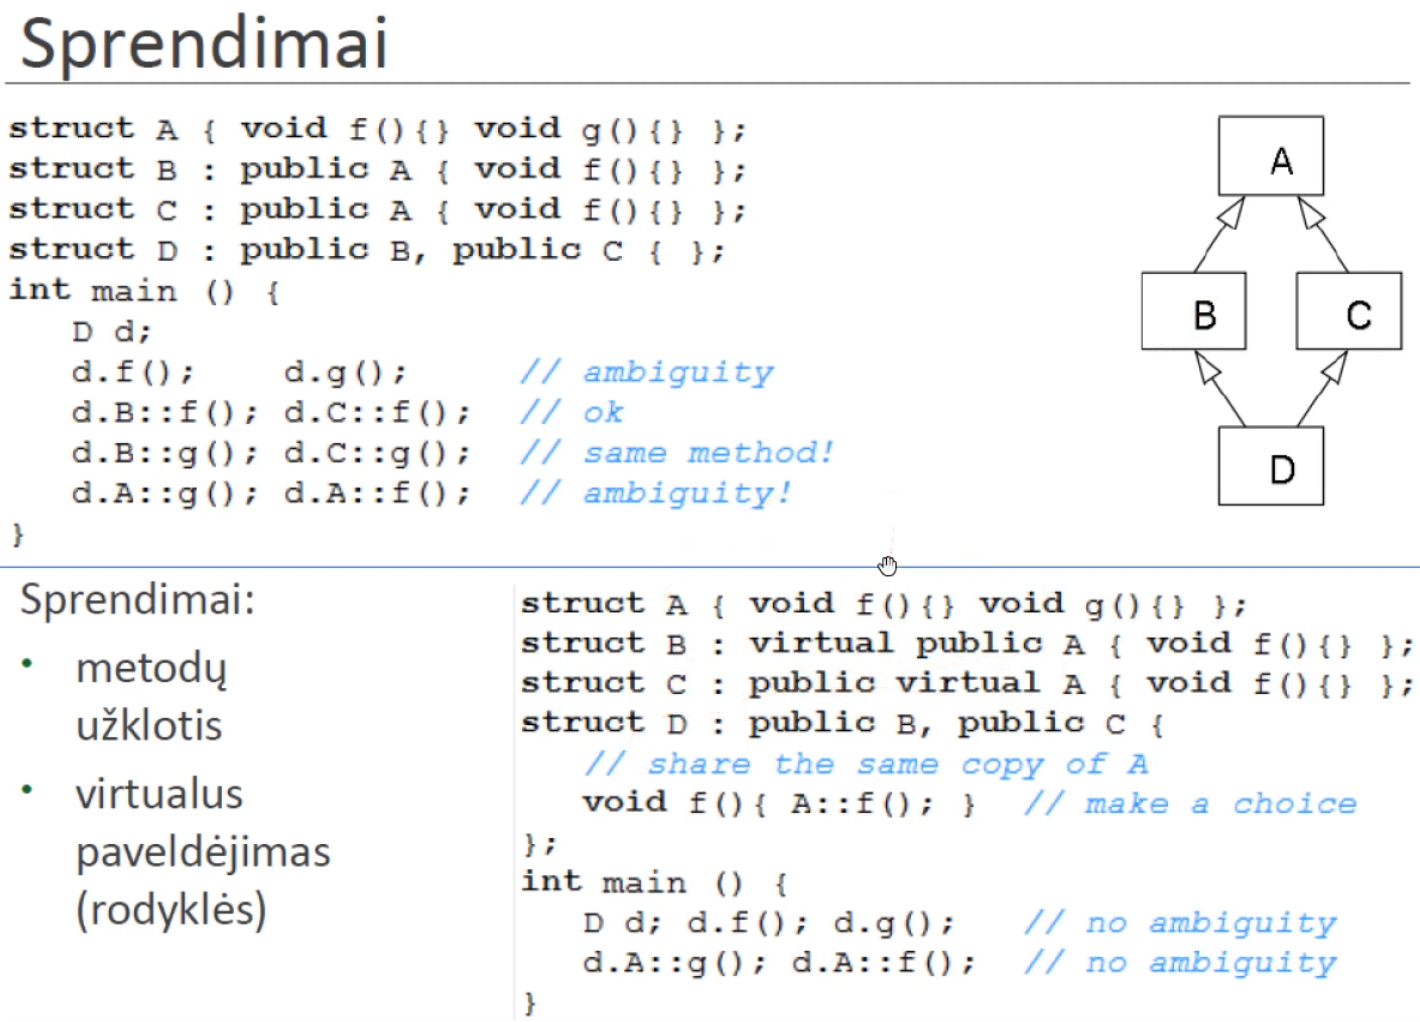 Sprendimai
struct A { void f(){} void g(){} };
struct B : public A { void f(){} };
struct C : public A { void f(){} };
struct D : public B, public C { };
int main () {
D d;
d.f(); d.g(); // ambiguity
d.B::f(); d.C::f(); // ok
d.B::g(); d.C::g(); // same method!
d.A::g(); d.A::f(); // ambiguity!
}
A
B C
D
Sprendimai:
• metodų
užklotis
• virtualus
paveldėjimas
(rodyklės)
struct A { void f(){} void g(){} };
struct B : virtual public A { void f(){} };
struct C : public virtual A { void f(){} };
struct D : public B, public C {
// share the same copy of A
void f(){ A::f(); } // make a choice
};
int main () {
D d; d.f(); d.g(); // no ambiguity
d.A::g(); d.A::f(); // no ambiguity
}